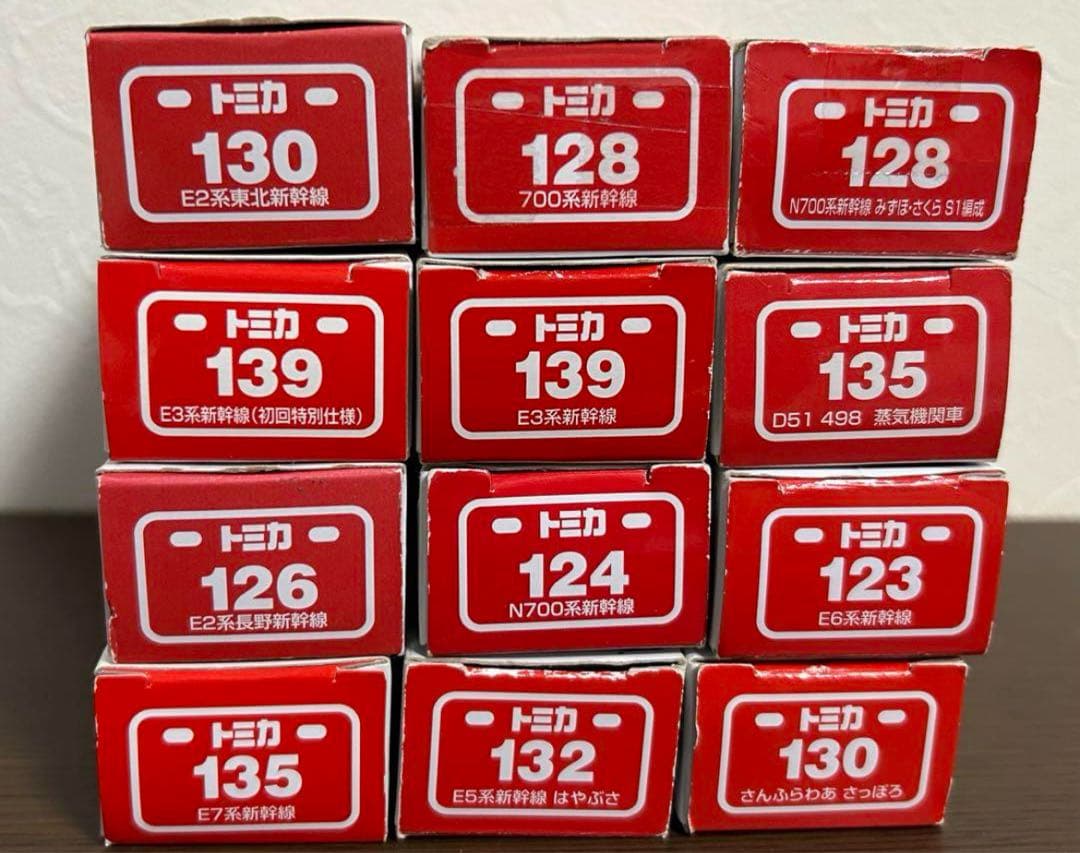 トミカ
130
E2系東北新幹線
トミカ
128
700系新幹線
トミカ
128
N700系新幹線 みずほ・さくら S1編成
トミカ
139
E3系新幹線(初回特別仕様)
トミカ
139
E3系新幹線
トミカ
135
D51 498 蒸気機関車
トミカ
126
E2系長野新幹線
トミカ
124
N700系新幹線
トミカ
123
E6系新幹線
トミカ
135
E7系新幹線
トミカ
132
E5系新幹線 はやぶさ
トミカ
130
さんふらわあ さっぽろ